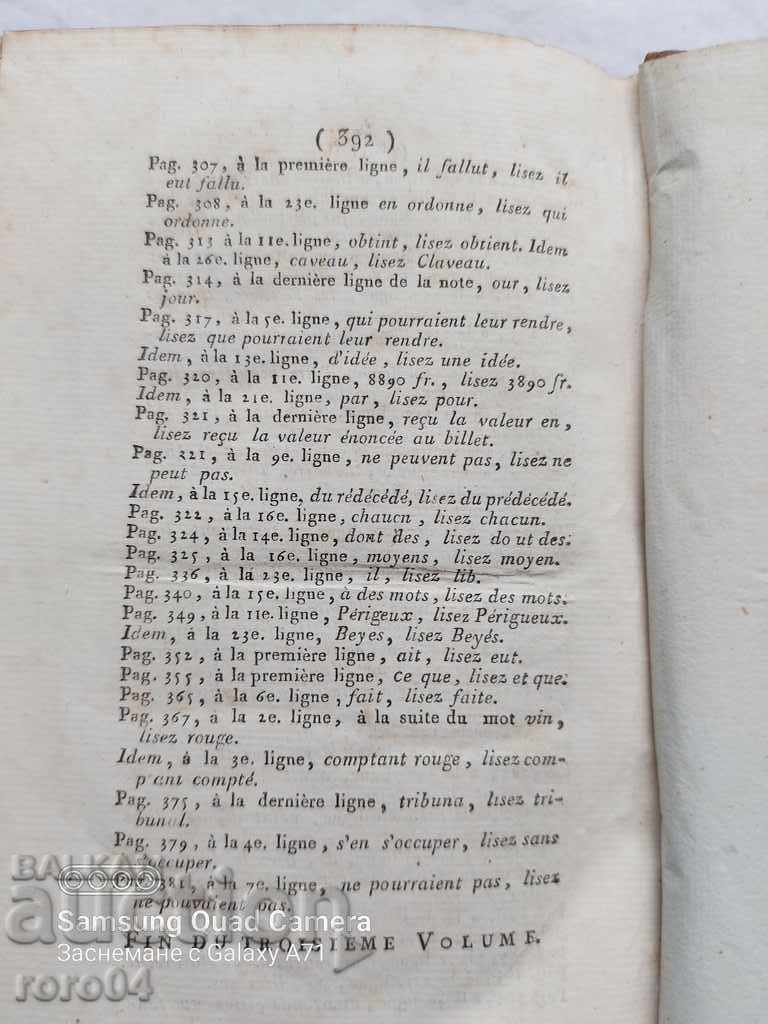 ( 392 )
Pag. 307, à la première ligne, il fallut, lisez il
eut fallu.
Pag. 308, à la 23e. ligne en ordonne, lisez qui
ordonne.
Pag. 313 à la 11e. ligne, obtint, lisez obtient. Idem
à la 26e. ligne, caveau, lisez Claveau.
Pag. 314, à la dernière ligne de la note, our, lisez
jour.
Pag. 317, à la 5e. ligne, qui pourraient leur rendre,
lisez que pourraient leur rendre.
Idem, à la 13e. ligne, d'idée, lisez une idée.
Pag. 320, à la 11e. ligne, 8890 fr., lisez 3890 fr.
Idem, à la 21e. ligne, par, lisez pour.
Pag. 321, à la dernière ligne, reçu la valeur en,
lisez reçu la valeur énoncée au billet.
Pag. 321, à la 9e. ligne, ne peuvent pas, lisez ne
peut pas.
Idem, à la 15e. ligne, du rédécédé, lisez du prédécédé.
Pag. 322, à la 16e. ligne, chaucn, lisez chacun.
Pag. 324, à la 14e. ligne, dont des, lisez do ut des.
Pag. 325, à la 16e. ligne, moyens, lisez moyen.
Pag. 336, à la 23e. ligne, il, lisez lib.
Pag. 340, à la 15e. ligne, à des mots, lisez des mots.
Pag. 349, à la 11e. ligne, Périgeux, lisez Périgueux.
Idem, à la 23e. ligne, Beyes, lisez Beyés.
Pag. 352, à la première ligne, ait, lisez eut.
Pag. 355, à la première ligne, Ce que, lisez et que.
Pag. 365, à la 6e. ligne, fait, lisez faite.
Pag. 367, a la 2e. ligne, à la suite du mot vin,
lisez rouge.
Idem, à la 3e. ligne, comptant rouge, lisez com-
p ant compté.
Pag. 375, à la dernière ligne, tribuna, lisez tri-
bunal.
Pag. 379, à la 4e. ligne, s'en s'occuper, lisez sans
s'occuper.
381, à la 7e. ligne, ne pourraient pas, lisez
ne pouvaient pas.
FIN DU TROISIEME VOLUME.
BALKAN
auction
Samsung Quad Camera
Заснемане с Galaxy A71
roro04